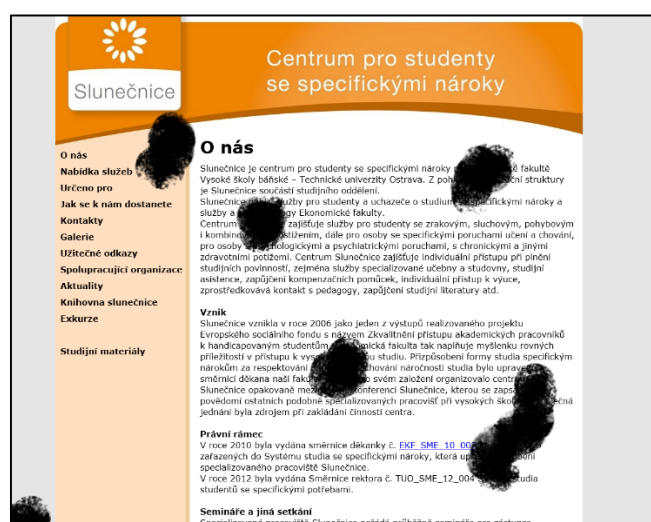 Slunečnice
Centrum pro studenty
se specifickými nároky
O nás
Nabídka služeb
Určeno pro
Jak se k nám dostanete
Kontakty
Galerie
Užitečné odkazy
Spolupracující organizace
Aktuality
Knihovna slunečnice
Exkurze
Studijní materiály
O nás
Slunečnice je centrum pro studenty se specifickými nároky fakultě
Vysoké školy báňské – Technické univerzity Ostrava. Z struktury
je Slunečnice součástí studijního oddělení.
Slunečnice služby pro studenty a uchazeče o studium specifickými nároky a
služby a Ekonomické fakulty.
Centrum zajišťuje služby pro studenty se zrakovým, sluchovým, pohybovým
i dále pro osoby se specifickými poruchami učení a chování,
pro osoby a psychiatrickými poruchami, s chronickými a jinými
zdravotními potížemi. Centrum Slunečnice zajišťuje individuální přístupu při plnění
studijních povinností, zejména služby specializované učebny a studovny, studijní
asistence, zapůjčení kompenzačních pomůcek, individuální přístup k výuce,
zprostředkovává kontakt s pedagogy, zapůjčení studijní literatury atd.
Vznik
Slunečnice vznikla v roce 2006 jako jeden z výstupů realizovaného projektu
Evropského sociálního fondu s názvem Zkvalitnění přístupu akademických pracovníků
k handicapovaným studentům fakulta tak naplňuje myšlenku rovných
příležitostí v přístupu k studiu. Přizpůsobení formy studia specifickým
nárokům za respektování náročnosti studia bylo
směrnicí děkana naší svém založení organizovalo
Slunečnice opakovaně konferenci Slunečnice, kterou se
povědomí ostatních podobně specializovaných pracovišť při vysokých
jednání byla zdrojem při zakládání činnosti centra.
Právní rámec
V roce 2010 byla vydána směrnice děkanky č.
zařazených do Systému studia se specifickými nároky, která
specializovaného pracoviště Slunečnice.
V roce 2012 byla vydána Směrnice rektora č. TUO_SME_12_004 studia
studentů se specifickými potřebami.
Semináře a jiná setkání